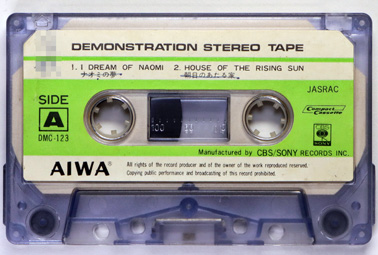 DEMONSTRATION STEREO TAPE
1. I DREAM OF NAOMI 2. HOUSE OF THE RISING SUN
ナオミの夢 朝日のあたる家
JASRAC
SIDE
A
DMC-123
Compact
Cassette
100
CBS
SONY
Manufactured by CBS/SONY RECORDS INC.
AIWA
All rights of the record producer and of the owner of the work reproduced reserved.
Copying public performance and broadcasting of this record prohibited.